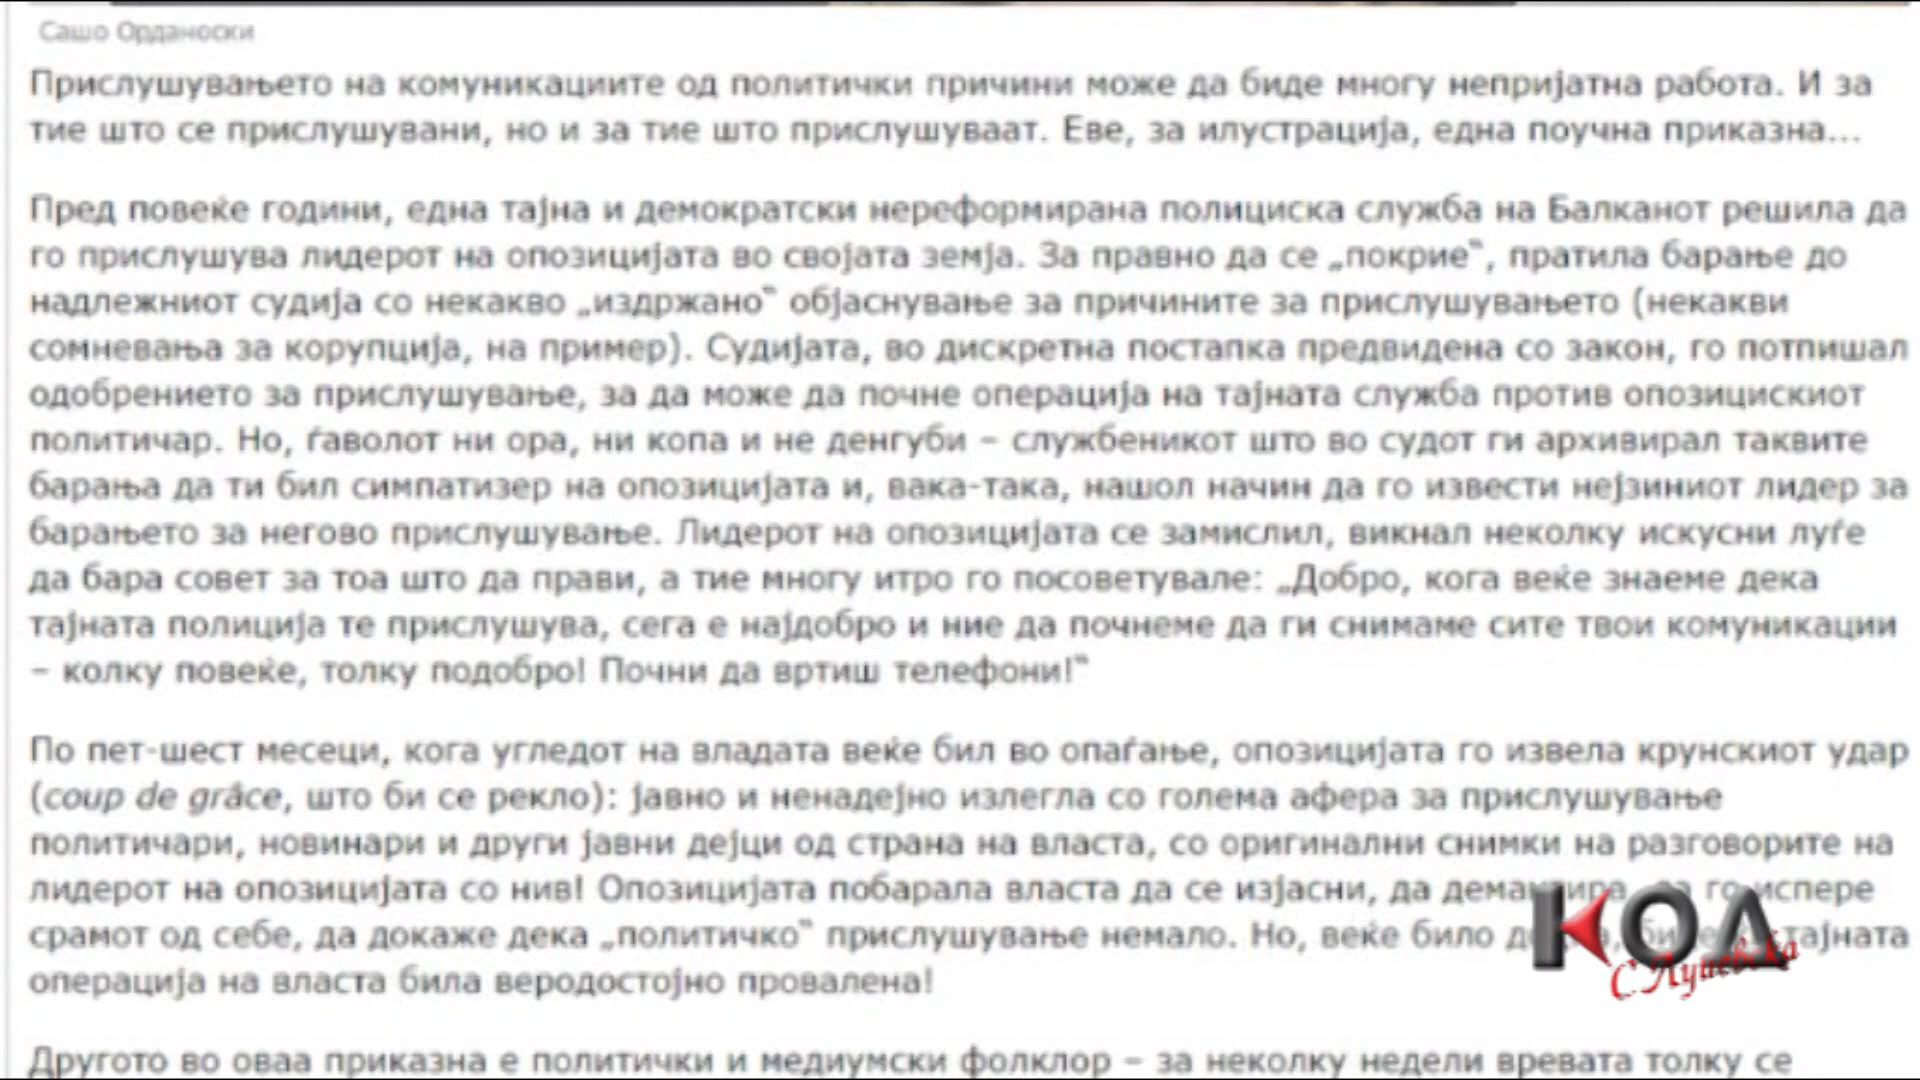 Сашо Орданоски
Прислушувањето на комуникациите од политички причини може да биде многу непријатна работа. И за
тие што се прислушувани, но и за тие што прислушуваат. Еве, за илустрација, една поучна приказна...
Пред повеќе години, една тајна и демократски нереформирана полициска служба на Балканот решила да
го прислушува лидерот на опозицијата во својата земја. За правно да се „покрие“, пратила барање до
надлежниот судија со некакво „издржано“ објаснување за причините за прислушувањето (некакви
сомневања за корупција, на пример). Судијата, во дискретна постапка предвидена со закон, го потпишал
одобрението за прислушување, за да може да почне операција на тајната служба против опозицискиот
политичар. Но, ѓаволот ни ора, ни копа и не денгуби – службеникот што во судот ги архивирал таквите
барања да ти бил симпатизер на опозицијата и, вака-така, нашол начин да го извести нејзиниот лидер за
барањето за негово прислушување. Лидерот на опозицијата се замислил, викнал неколку искусни луѓе
да бара совет за тоа што да прави, а тие многу итро го посоветувале: „Добро, кога веќе знаеме дека
тајната полиција те прислушува, сега е најдобро и ние да почнеме да ги снимаме сите твои комуникации
– колку повеќе, толку подобро! Почни да вртиш телефони!“
По пет-шест месеци, кога угледот на владата веќе бил во опаѓање, опозицијата го извела крунскиот удар
(coup de grâce, што би се рекло): јавно и ненадејно излегла со голема афера за прислушување
политичари, новинари и други јавни дејци од страна на власта, со оригинални снимки на разговорите на
лидерот на опозицијата со нив! Опозицијата побарала власта да се изјасни, да го испере
срамот од себе, да докаже дека „политичко“ прислушување немало. Но, веќе било тајната
операција на власта била веродостојно провалена!
Другото во оваа приказна е политички и медиумски фолклор – за неколку недели вревата толку се
КОД